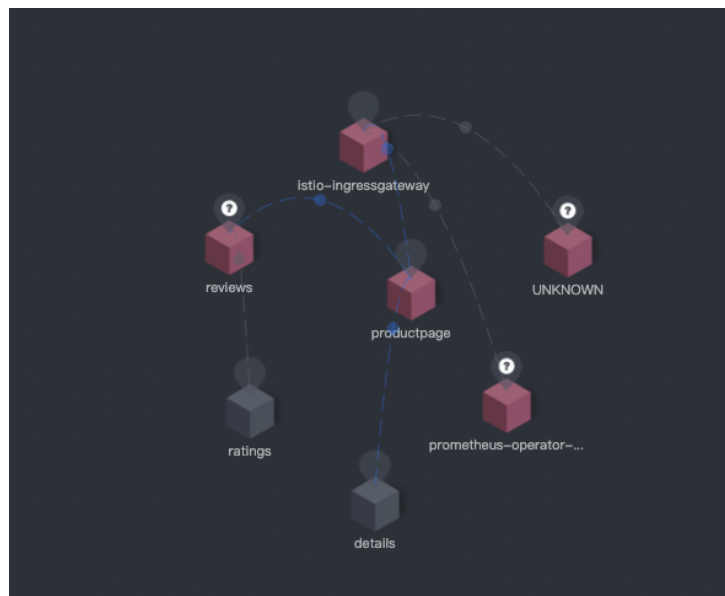 istio-ingressgateway
?
reviews
?
UNKNOWN
productpage
?
prometheus-operator-...
ratings
details